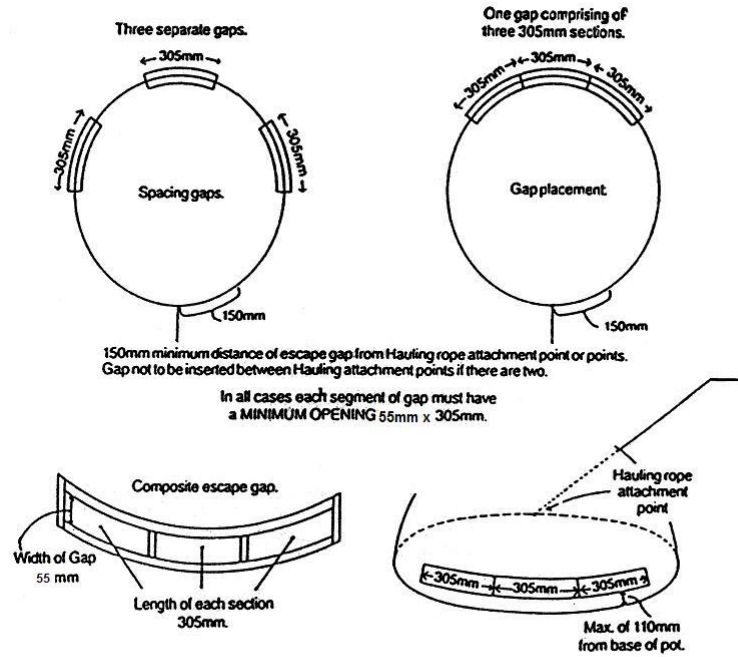 Three separate gaps.
305mm
305mm
305mm
Spacing gaps.
150mm
One gap comprising of
three 305mm sections.
305mm
305mm
305mm
Gap placement.
150mm
150mm minimum distance of escape gap from Hauling rope attachment point or points.
Gap not to be inserted between Hauling attachment points if there are two.
In all cases each segment of gap must have
a MINIMUM OPENING 55mm x 305mm.
Composite escape gap.
Width of Gap
55 mm
Length of each section
305mm.
Hauling rope
attachment
point
305mm
305mm
305mm
Max. of 110mm
from base of pot.